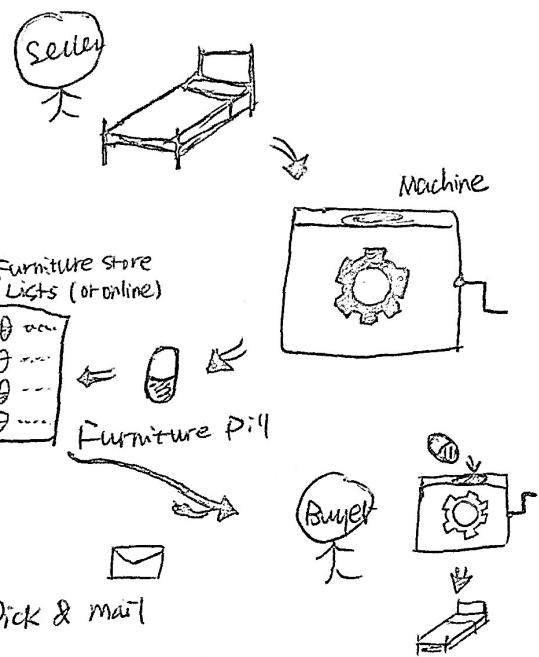 Seller
Machine
Furniture store
Lists (or online)
Furniture Pill
Buyer
Pick & mail